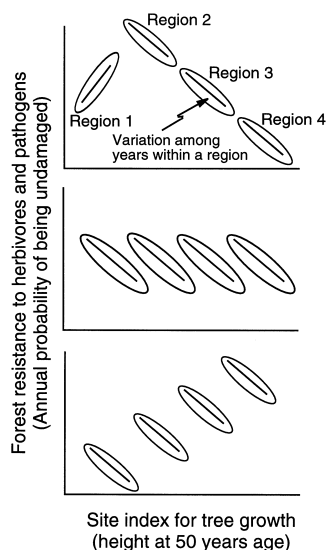 Forest resistance to herbivores and pathogens
(Annual probability of being undamaged)
Region 2
Region 3
Region 1
Region 4
Variation among
years within a region
Site index for tree growth
(height at 50 years age)